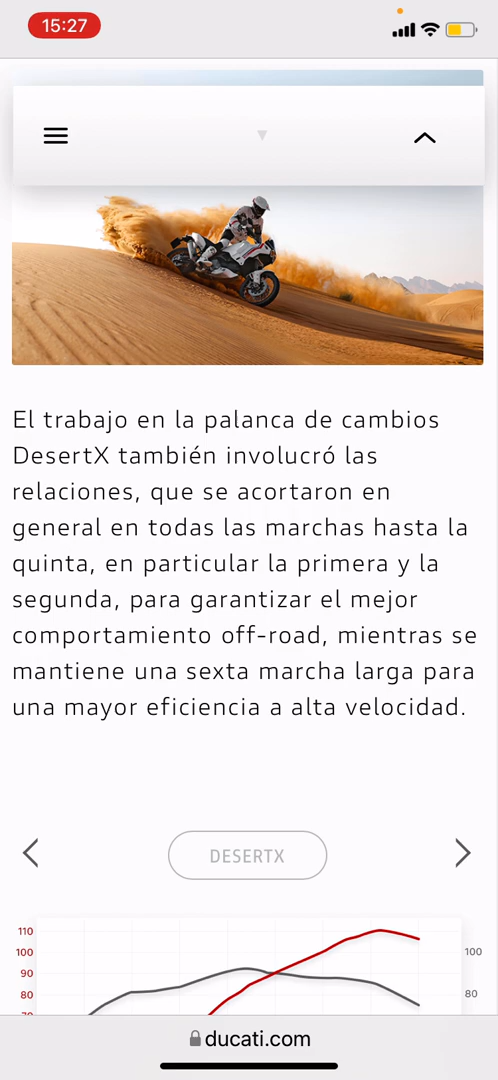 15:27
El trabajo en la palanca de cambios
DesertX también involucró las
relaciones, que se acortaron en
general en todas las marchas hasta la
quinta, en particular la primera y la
segunda, para garantizar el mejor
comportamiento off-road, mientras se
mantiene una sexta marcha larga para
una mayor eficiencia a alta velocidad.
DESERTX
110
100 100
90
80 80
ducati.com